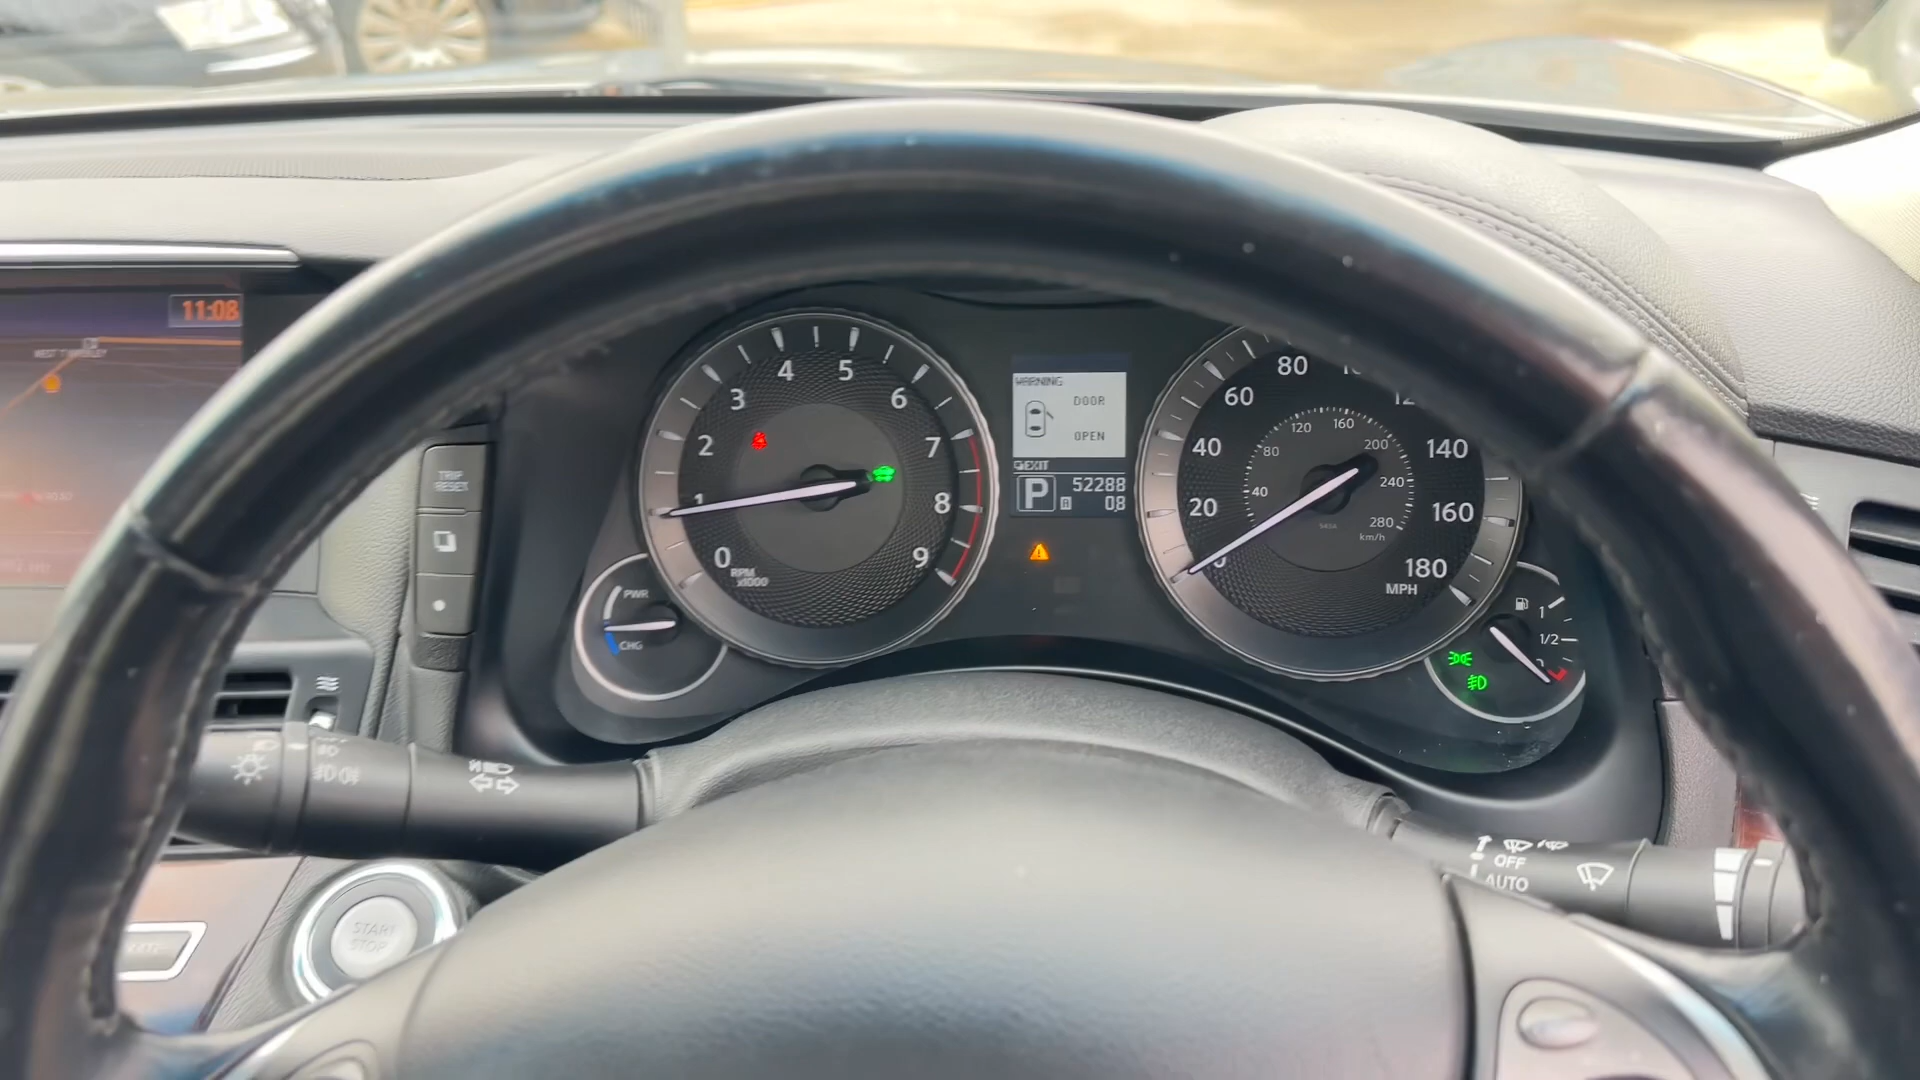 11:08
TRIP
RESET
0
1
2
3
4
5
6
7
8
9
RPM
x1000
PWR
CHG
WARNING
DOOR
OPEN
EXIT
P
52288
A
0.8
20
40
60
80
140
160
180
MPH
40
80
120
160
200
240
280
km/h
1
1/2
0
START
STOP
OFF
AUTO